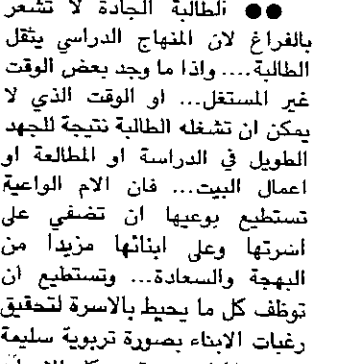 ●● الطالبة الجادة لا تشعر
بالفراغ لان المنهاج الدراسي يثقل
الطالبة.... واذا ما وجد بعض الوقت
غير المستغل... او الوقت الذي لا
يمكن ان تشغله الطالبة نتيجة للجهد
الطويل في الدراسة او المطالعة او
اعمال البيت... فان الام الواعية
تستطيع بوعيها ان تضفي على
اسرتها وعلى ابنائها مزيدا من
البهجة والسعادة... وتستطيع ان
توظف كل ما يحيط بالاسرة لتحقيق
رغبات الابناء بصورة تربوية سليمة